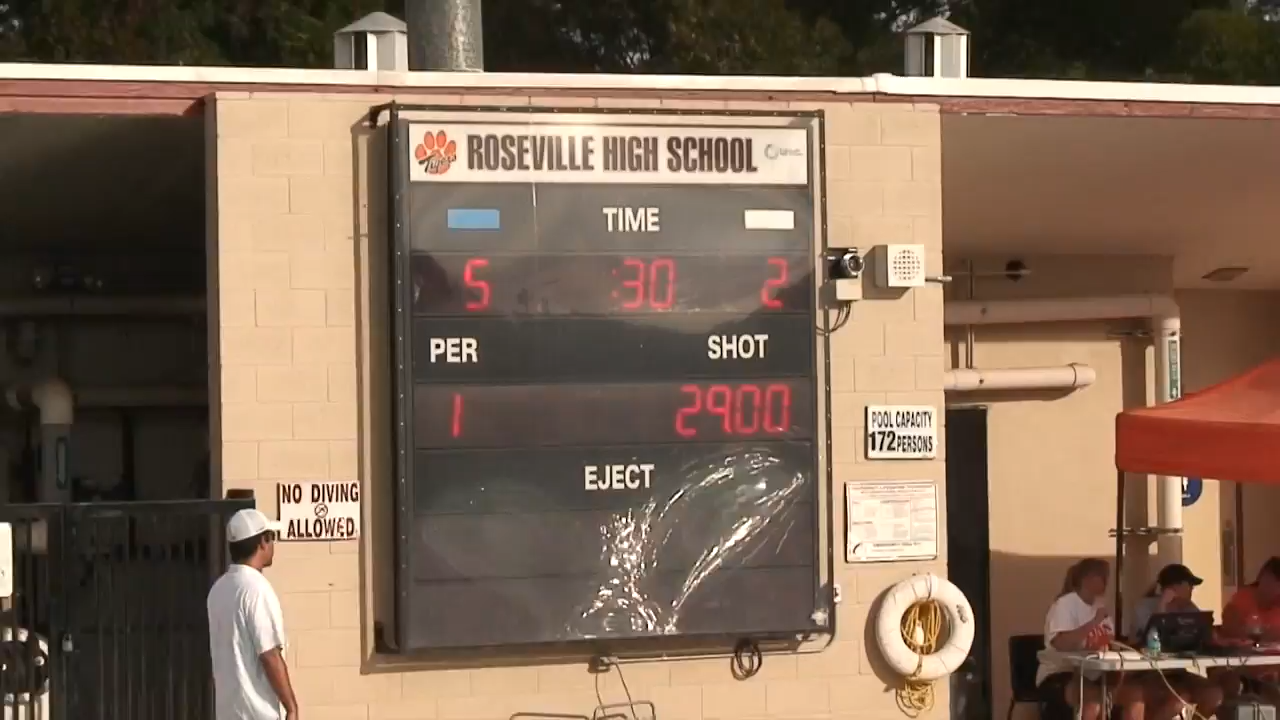 Tigers
ROSEVILLE HIGH SCHOOL
TIME
5 :30 2
PER SHOT
1 2900
EJECT
POOL CAPACITY
172 PERSONS
NO DIVING
ALLOWED.